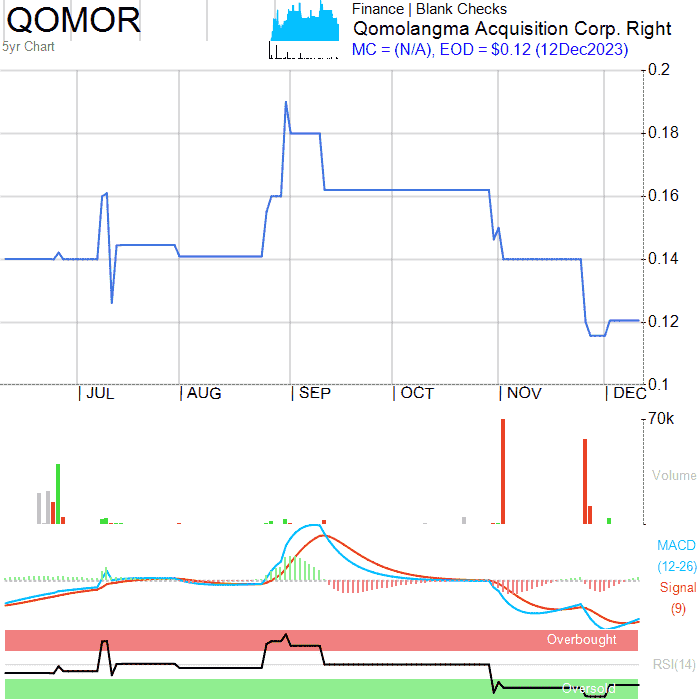 QOMOR
5yr Chart
Finance | Blank Checks
Qomolangma Acquisition Corp. Right
MC = (N/A), EOD = $0.12 (12Dec2023)
0.2
0.18
0.16
0.14
0.12
0.1
| JUL | AUG | SEP | OCT | NOV | DEC
70k
Volume
MACD
(12-26)
Signal
(9)
Overbought
RSI(14)
Oversold